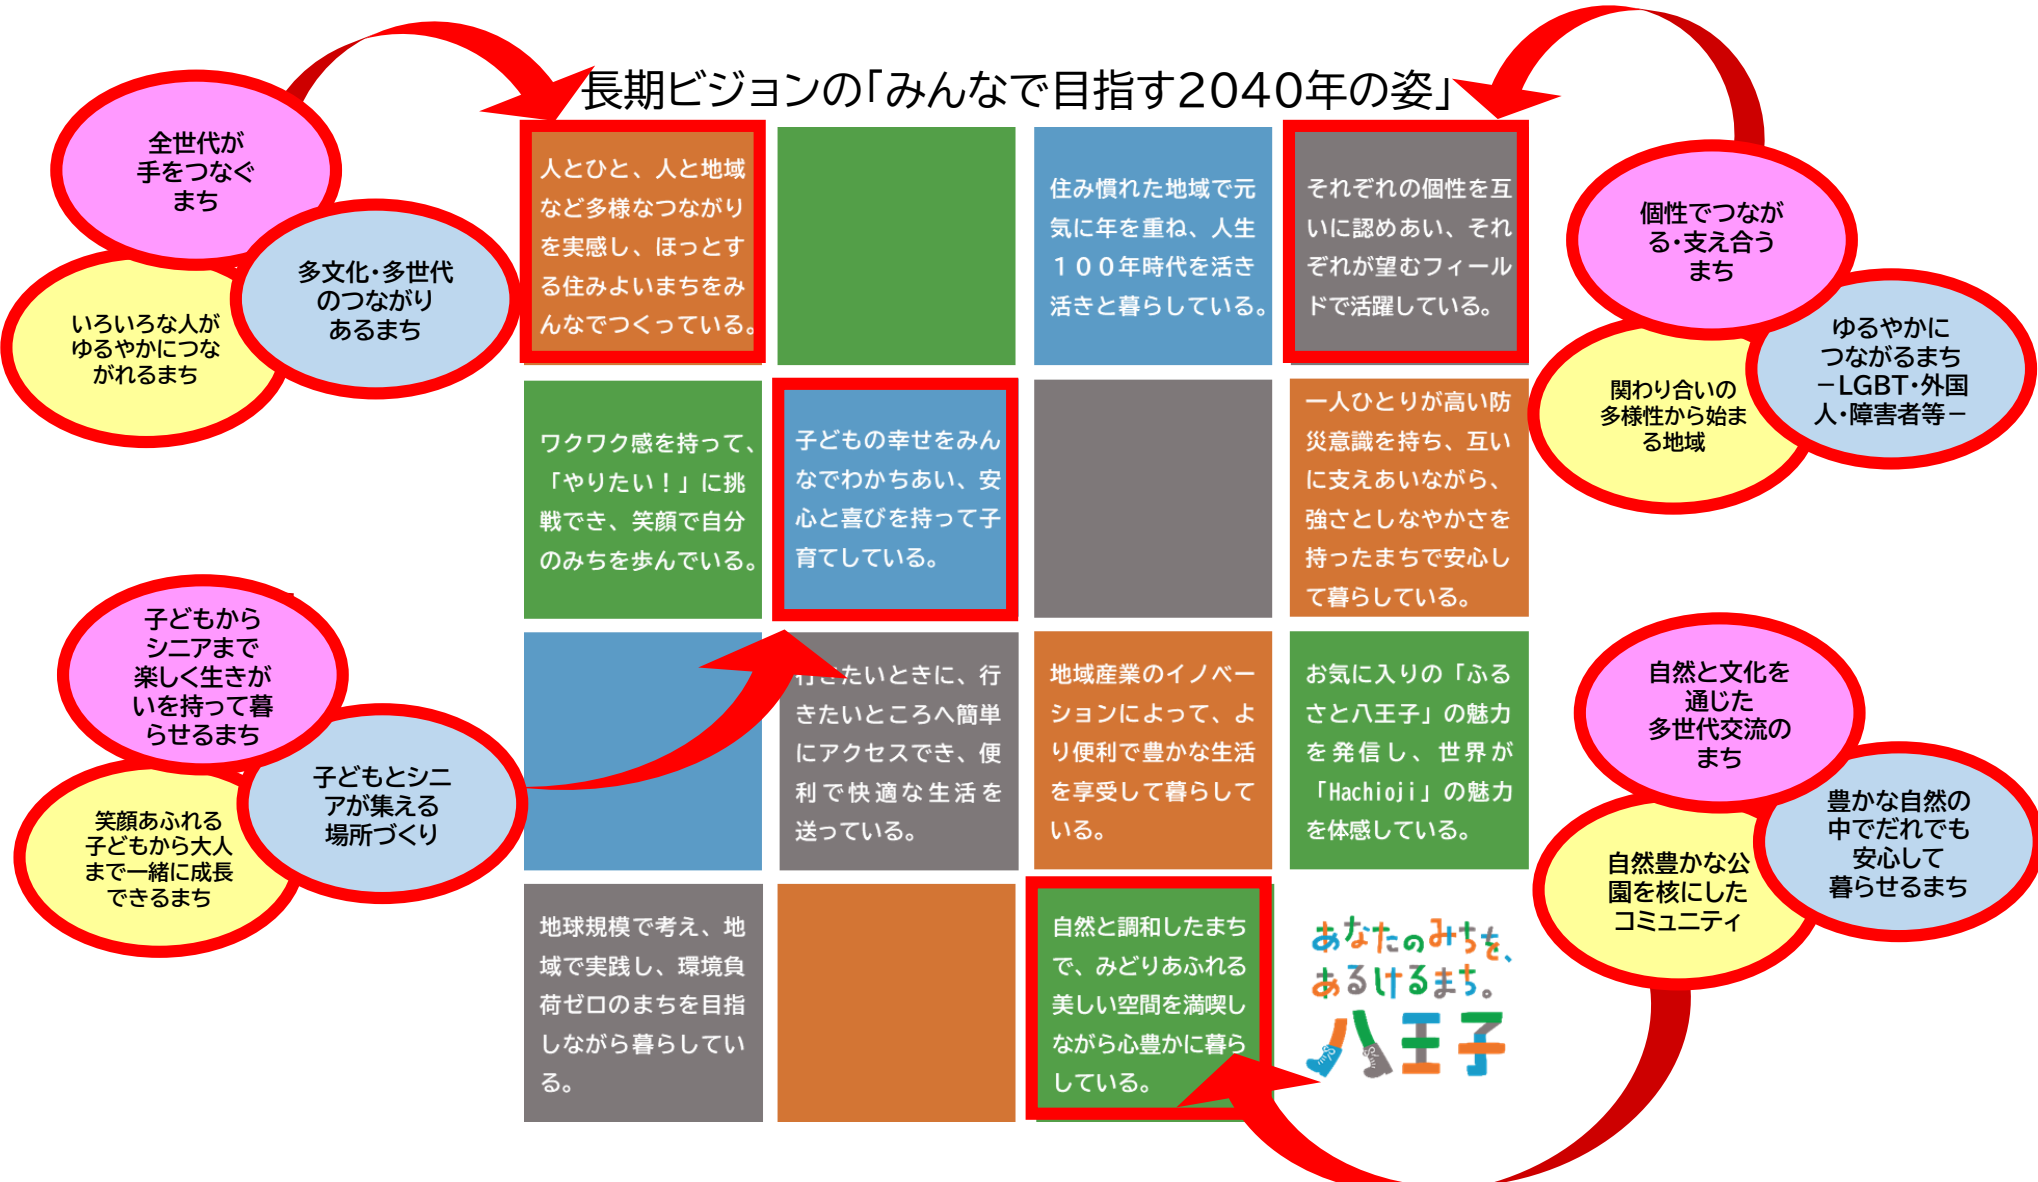 長期ビジョンの「みんなで目指す2040年の姿」
全世代が
手をつなぐ
まち
多文化・多世代
のつながり
あるまち
いろいろな人が
ゆるやかにつな
がれるまち
人とひと、人と地域
など多様なつながり
を実感し、ほっとす
る住みよいまちをみ
んなでつくっている。
住み慣れた地域で元
気に年を重ね、人生
１００年時代を活き
活きと暮らしている。
それぞれの個性を互
いに認めあい、それ
ぞれが望むフィール
ドで活躍している。
個性でつなが
る・支え合う
まち
ゆるやかに
つながるまち
－LGBT・外国
人・障害者等－
関わり合いの
多様性から始ま
る地域
ワクワク感を持って、
「やりたい！」に挑
戦でき、笑顔で自分
のみちを歩んでいる。
子どもの幸せをみん
なでわかちあい、安
心と喜びを持って子
育てしている。
一人ひとりが高い防
災意識を持ち、互い
に支えあいながら、
強さとしなやかさを
持ったまちで安心し
て暮らしている。
子どもから
シニアまで
楽しく生きが
いを持って暮
らせるまち
子どもとシニ
アが集える
場所づくり
笑顔あふれる
子どもから大人
まで一緒に成長
できるまち
行きたいときに、行
きたいところへ簡単
にアクセスでき、便
利で快適な生活を
送っている。
地域産業のイノベー
ションによって、よ
り便利で豊かな生活
を享受して暮らして
いる。
お気に入りの「ふる
さと八王子」の魅力
を発信し、世界が
「Hachioji」の魅力
を体感している。
自然と文化を
通じた
多世代交流の
まち
豊かな自然の
中でだれでも
安心して
暮らせるまち
自然豊かな公
園を核にした
コミュニティ
地球規模で考え、地
域で実践し、環境負
荷ゼロのまちを目指
しながら暮らしてい
る。
自然と調和したまち
で、みどりあふれる
美しい空間を満喫し
ながら心豊かに暮ら
している。
あなたのみちを、
あるけるまち。
八王子